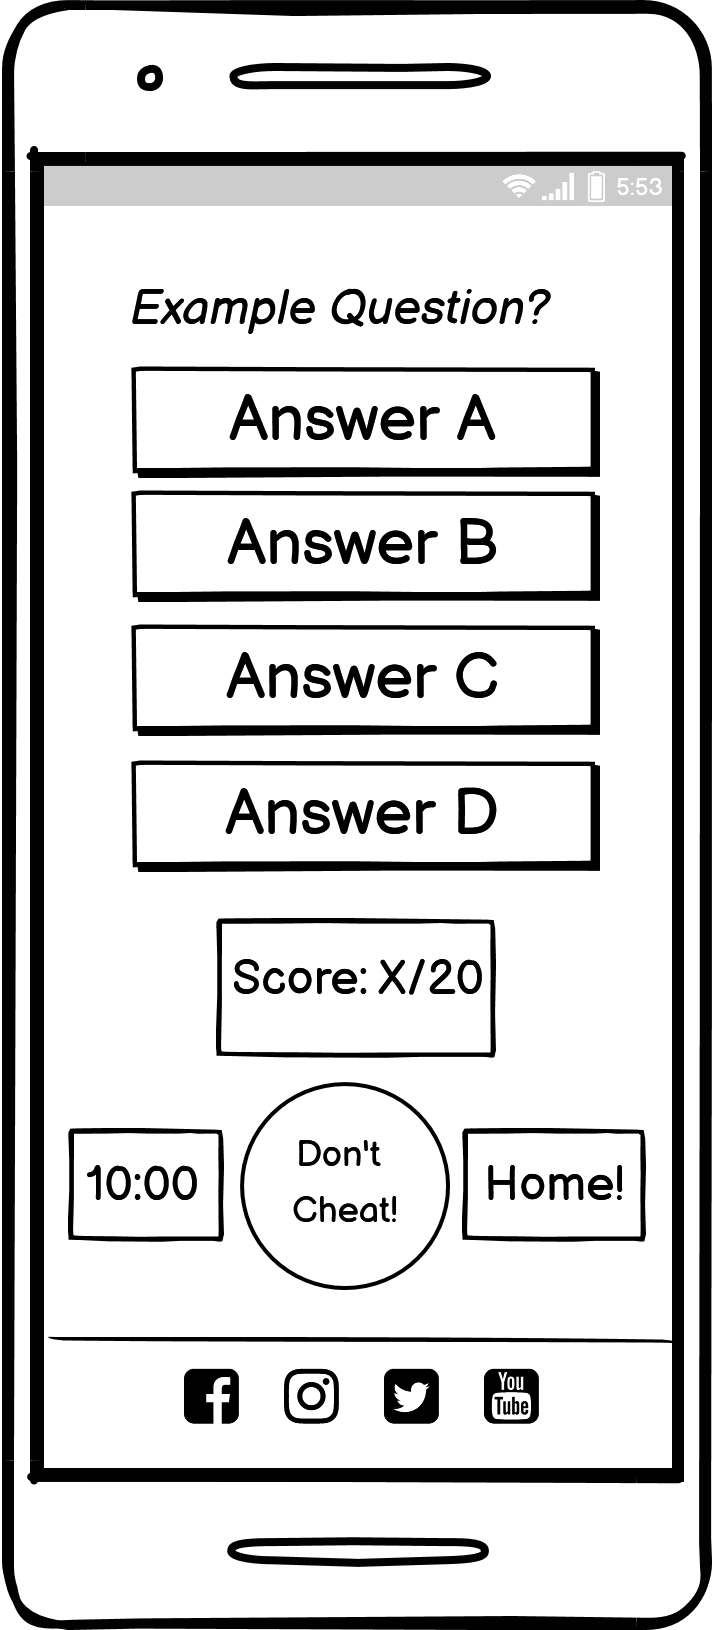 5:53
Example Question?
Answer A
Answer B
Answer C
Answer D
Score: X/20
10:00
Don't
Cheat!
Home!
You
Tube